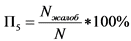 П₅ = Nжалоб / N * 100%